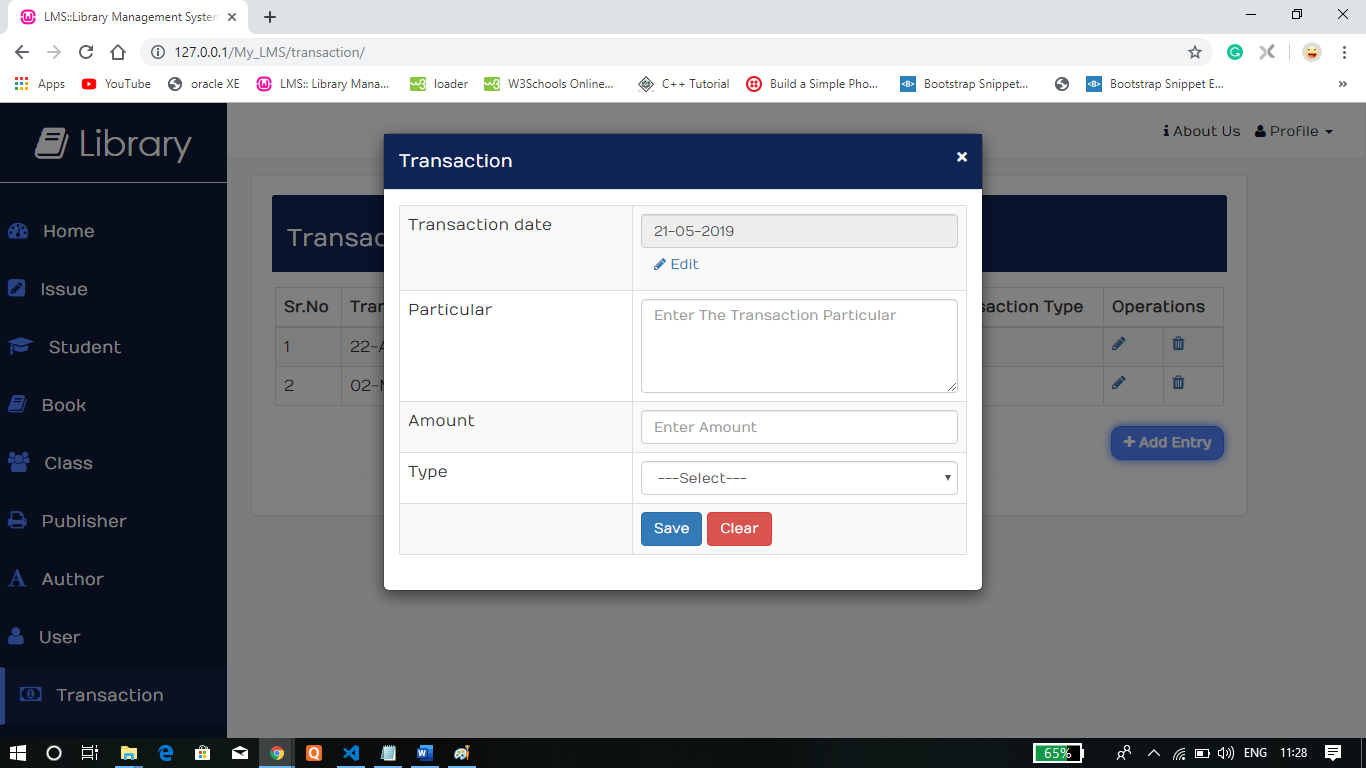 LMS::Library Management System
127.0.0.1/My_LMS/transaction/
Apps YouTube oracle XE LMS:: Library Mana... loader W3Schools Online... C++ Tutorial Build a Simple Pho... Bootstrap Snippet... Bootstrap Snippet E... »
Library
About Us Profile
Home
Issue
Student
Book
Class
Publisher
Author
User
Transaction
Transac
Sr.No Tran saction Type Operations
1 22-A
2 02-M
Add Entry
Transaction ×
Transaction date 21-05-2019
Edit
Particular Enter The Transaction Particular
Amount Enter Amount
Type ---Select---
Save Clear
65% ENG 11:28